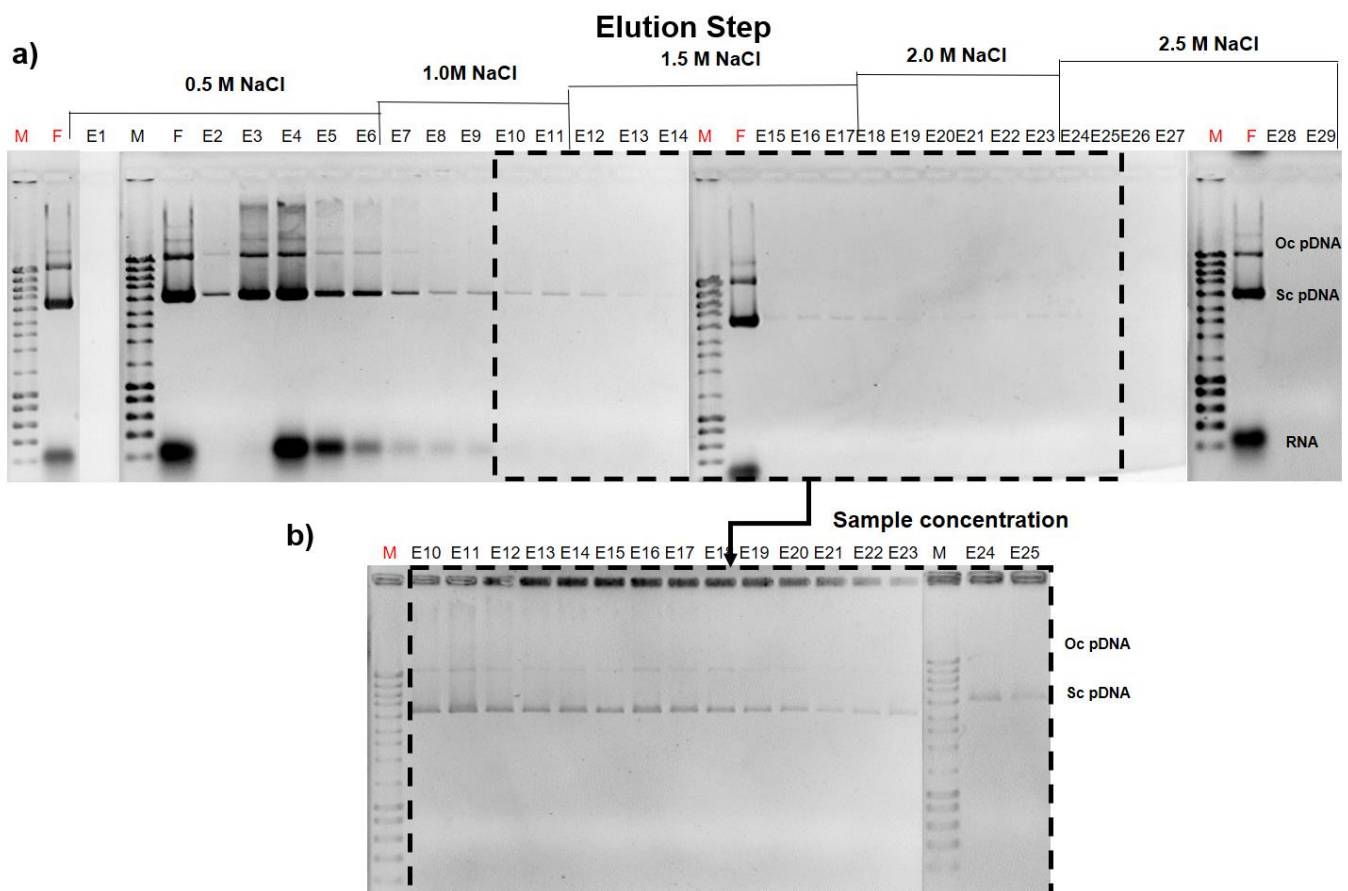 Elution Step
a)
0.5 M NaCl 1.0M NaCl 1.5 M NaCl 2.0 M NaCl 2.5 M NaCl
M F E1 M F E2 E3 E4 E5 E6 E7 E8 E9 E10 E11 E12 E13 E14 M F E15 E16 E17 E18 E19 E20 E21 E22 E23 E24 E25 E26 E27 M F E28 E29
Oc pDNA
Sc pDNA
RNA
Sample concentration
b)
M E10 E11 E12 E13 E14 E15 E16 E17 E18 E19 E20 E21 E22 E23 M E24 E25
Oc pDNA
Sc pDNA